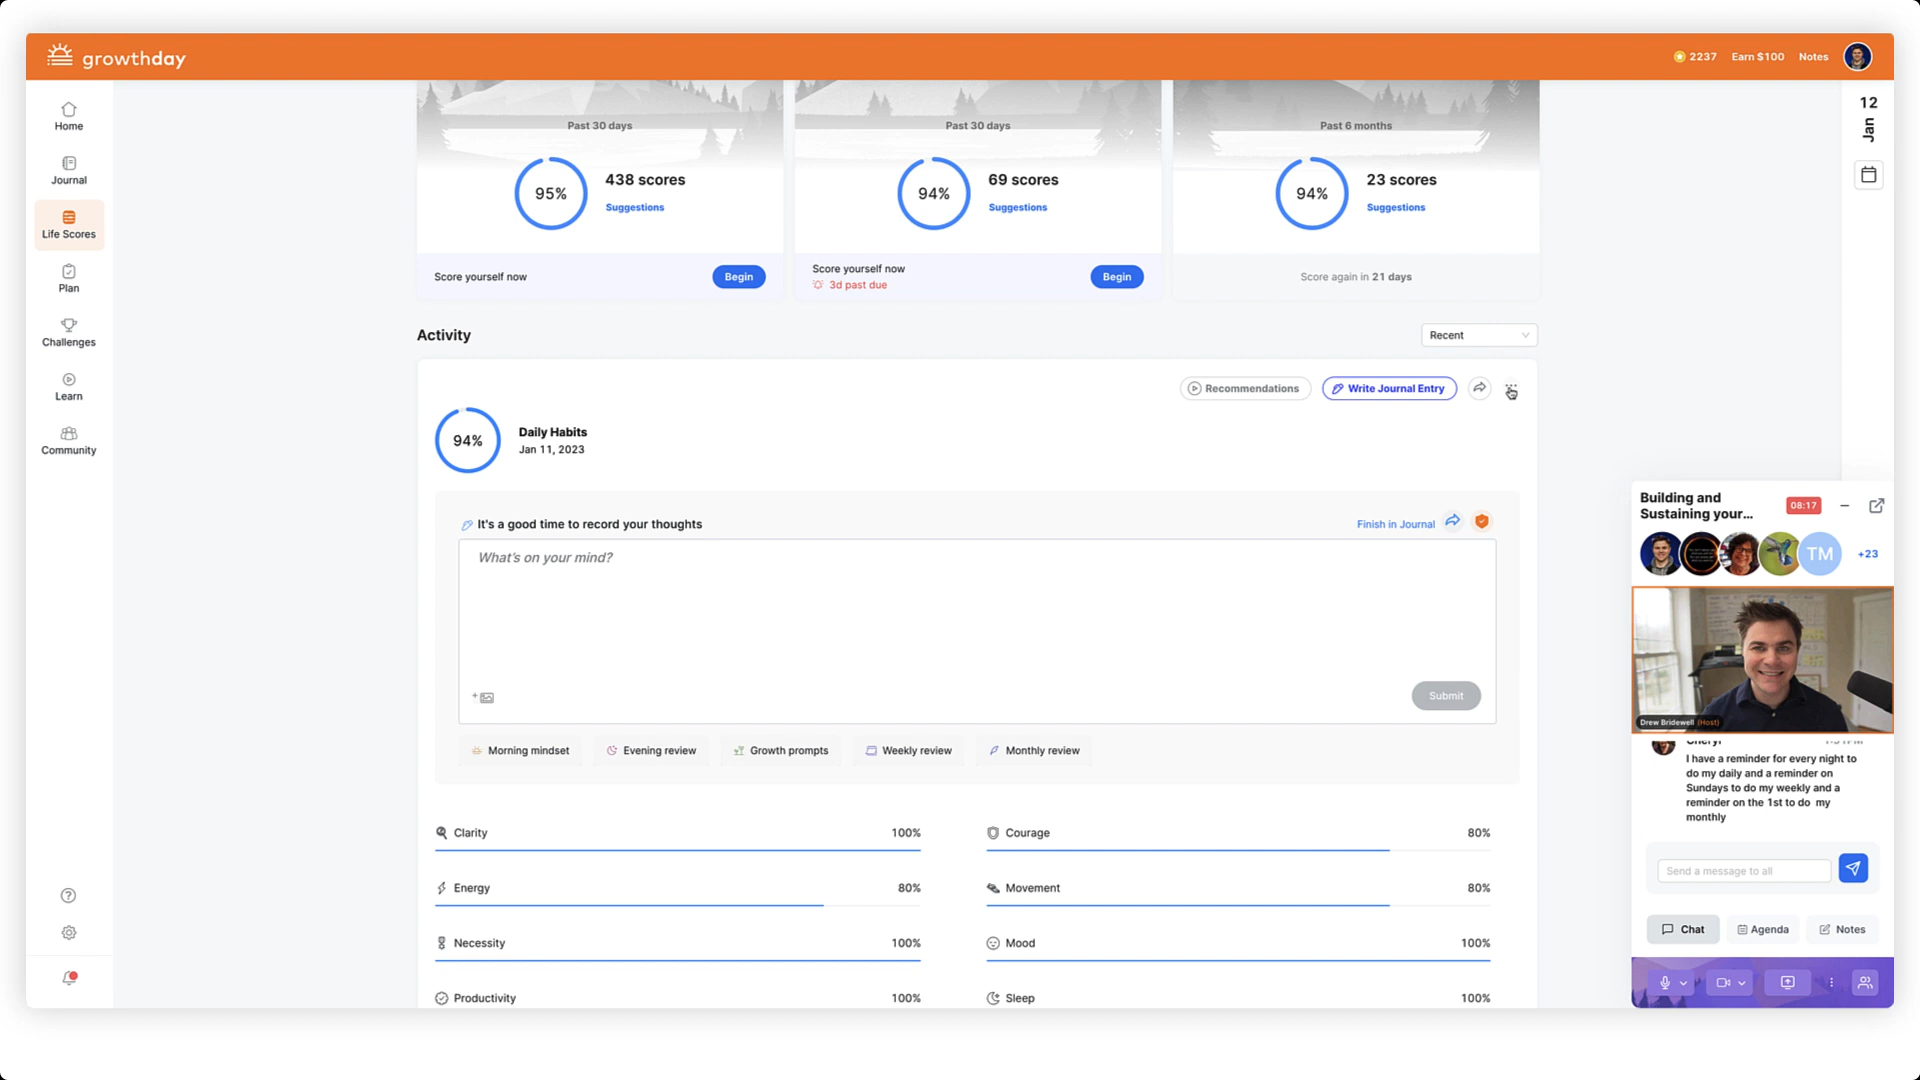 growthday
2237
Earn $100
Notes
Home
Journal
Life Scores
Plan
Challenges
Learn
Community
12
Jan
Past 30 days
95%
438 scores
Suggestions
Score yourself now
Begin
Past 30 days
94%
69 scores
Suggestions
Score yourself now
3d past due
Begin
Past 6 months
94%
23 scores
Suggestions
Score again in 21 days
Activity
Recent
Recommendations
Write Journal Entry
94%
Daily Habits
Jan 11, 2023
It's a good time to record your thoughts
Finish in Journal
What's on your mind?
Submit
Morning mindset
Evening review
Growth prompts
Weekly review
Monthly review
Clarity 100%
Courage 80%
Energy 80%
Movement 80%
Necessity 100%
Mood 100%
Productivity 100%
Sleep 100%
Building and
Sustaining your...
08:17
TM
+23
Drew Bridewell (Host)
Cheryl
I have a reminder for every night to
do my daily and a reminder on
Sundays to do my weekly and a
reminder on the 1st to do my
monthly
Send a message to all
Chat
Agenda
Notes